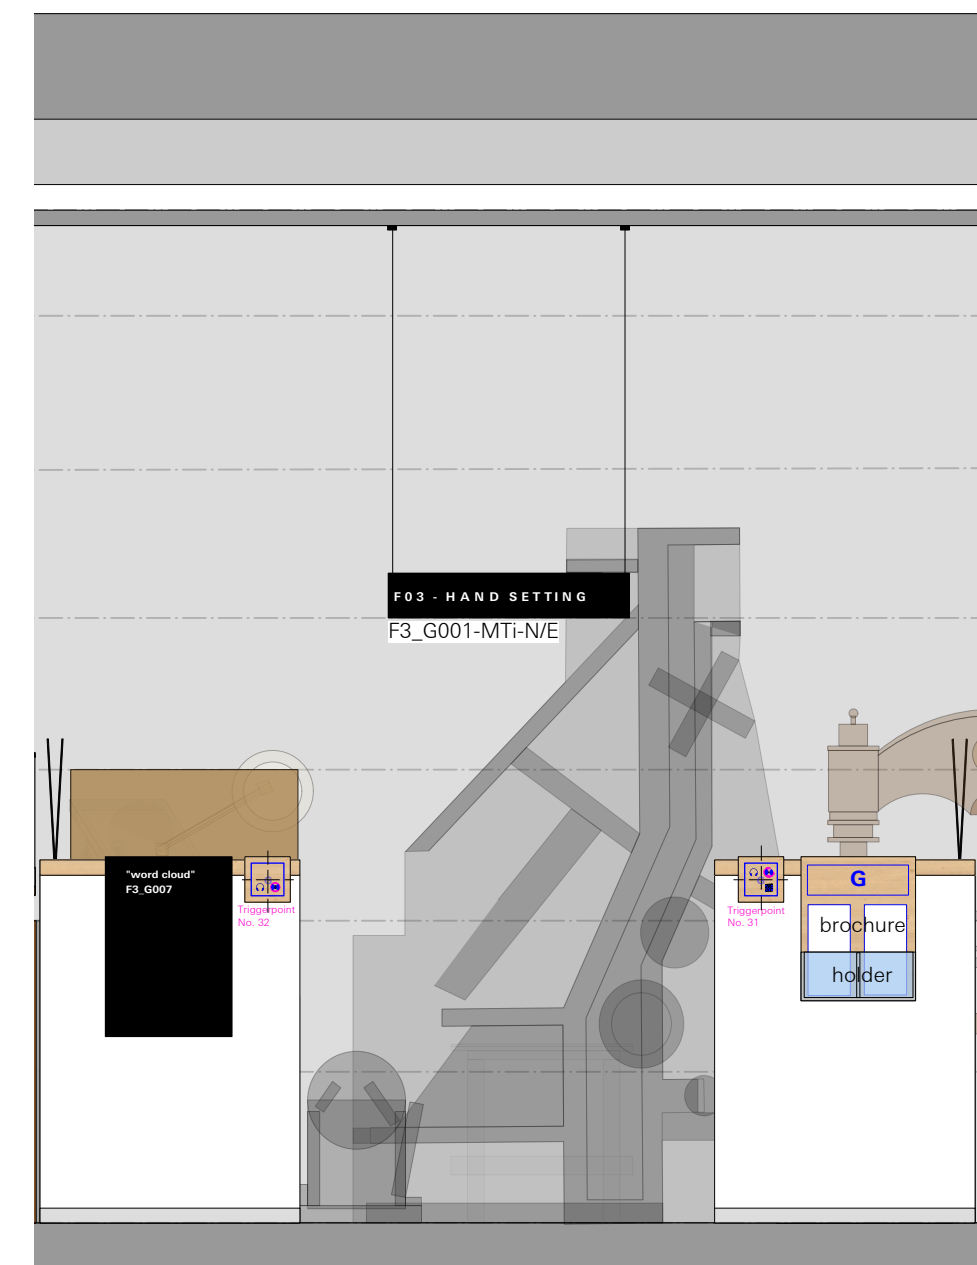 F03 - HAND SETTING
F3_G001-MTi-N/E
"word cloud"
F3_G007
Triggerpoint
No. 32
Triggerpoint
No. 31
G
brochure
holder